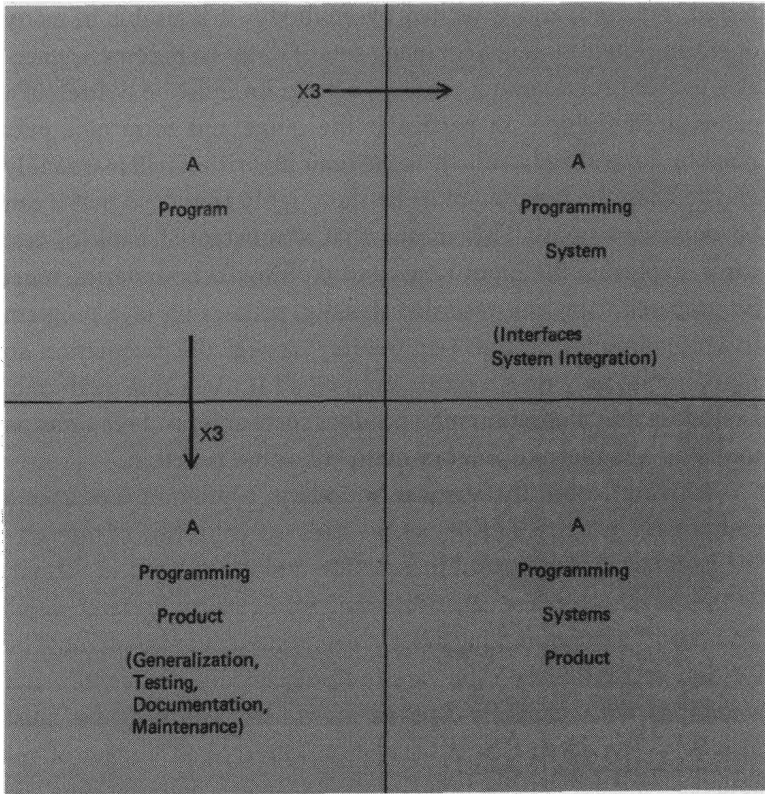 X3
A
Program
A
Programming
System
(Interfaces
System Integration)
X3
A
Programming
Product
(Generalization,
Testing,
Documentation,
Maintenance)
A
Programming
Systems
Product